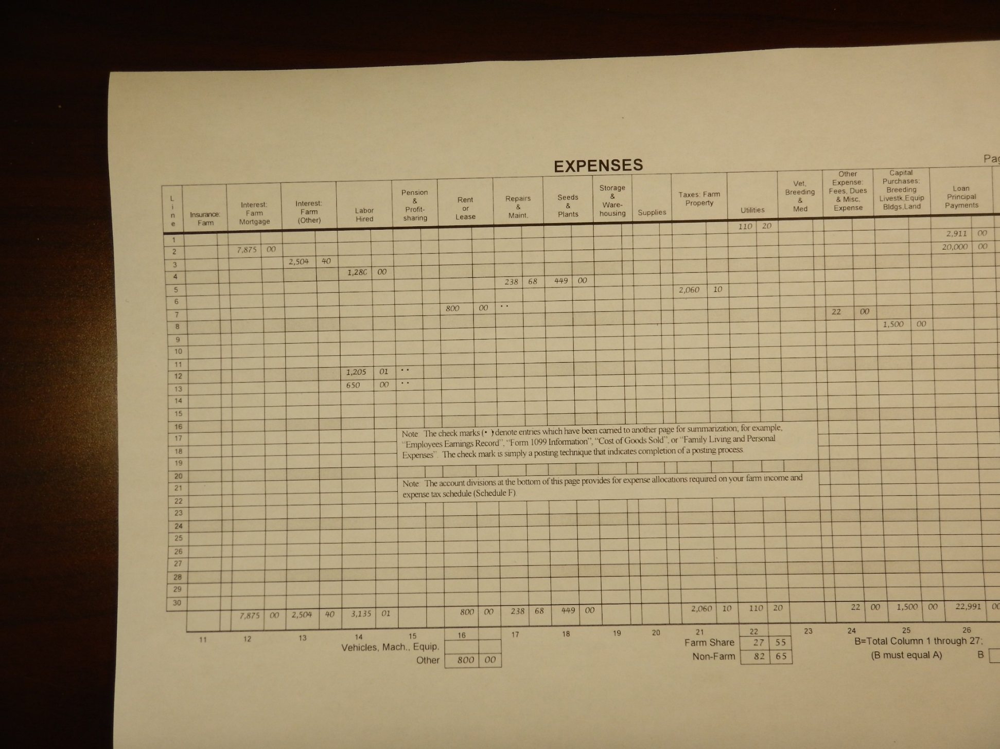 EXPENSES
Pag
Line
Insurance: Farm
Interest: Farm Mortgage
Interest: Farm (Other)
Labor Hired
Pension & Profit-sharing
Rent or Lease
Repairs & Maint.
Seeds & Plants
Storage & Ware-housing
Supplies
Taxes: Farm Property
Utilities
Vet, Breeding & Med
Other Expense: Fees, Dues & Misc. Expense
Capital Purchases: Breeding Livestk,Equip Bldgs,Land
Loan Principal Payments
110 20
1 2,911 00
2 7,875 00 20,000 00
3 2,504 40
4 1,280 00
238 68 449 00
5 2,060 10
6
7 800 00 22 00
8 1,500 00
9
10
11
12 1,205 01
13 650 00
14
15
16
Note: The check marks (• ) denote entries which have been carried to another page for summarization; for example,
17 "Employees Earnings Record", "Form 1099 Information", "Cost of Goods Sold", or "Family Living and Personal
18 Expenses". The check mark is simply a posting technique that indicates completion of a posting process.
19
20
21 Note: The account divisions at the bottom of this page provides for expense allocations required on your farm income and
22 expense tax schedule (Schedule F).
23
24
25
26
27
28
29
30
7,875 00 2,504 40 3,135 01 800 00 238 68 449 00 2,060 10 110 20 22 00 1,500 00 22,991 00
11 12 13 14 15 16 17 18 19 20 21 22 23 24 25 26
Vehicles, Mach., Equip.
Farm Share 27 55
B=Total Column 1 through 27;
Other 800 00
Non-Farm 82 65
(B must equal A) B